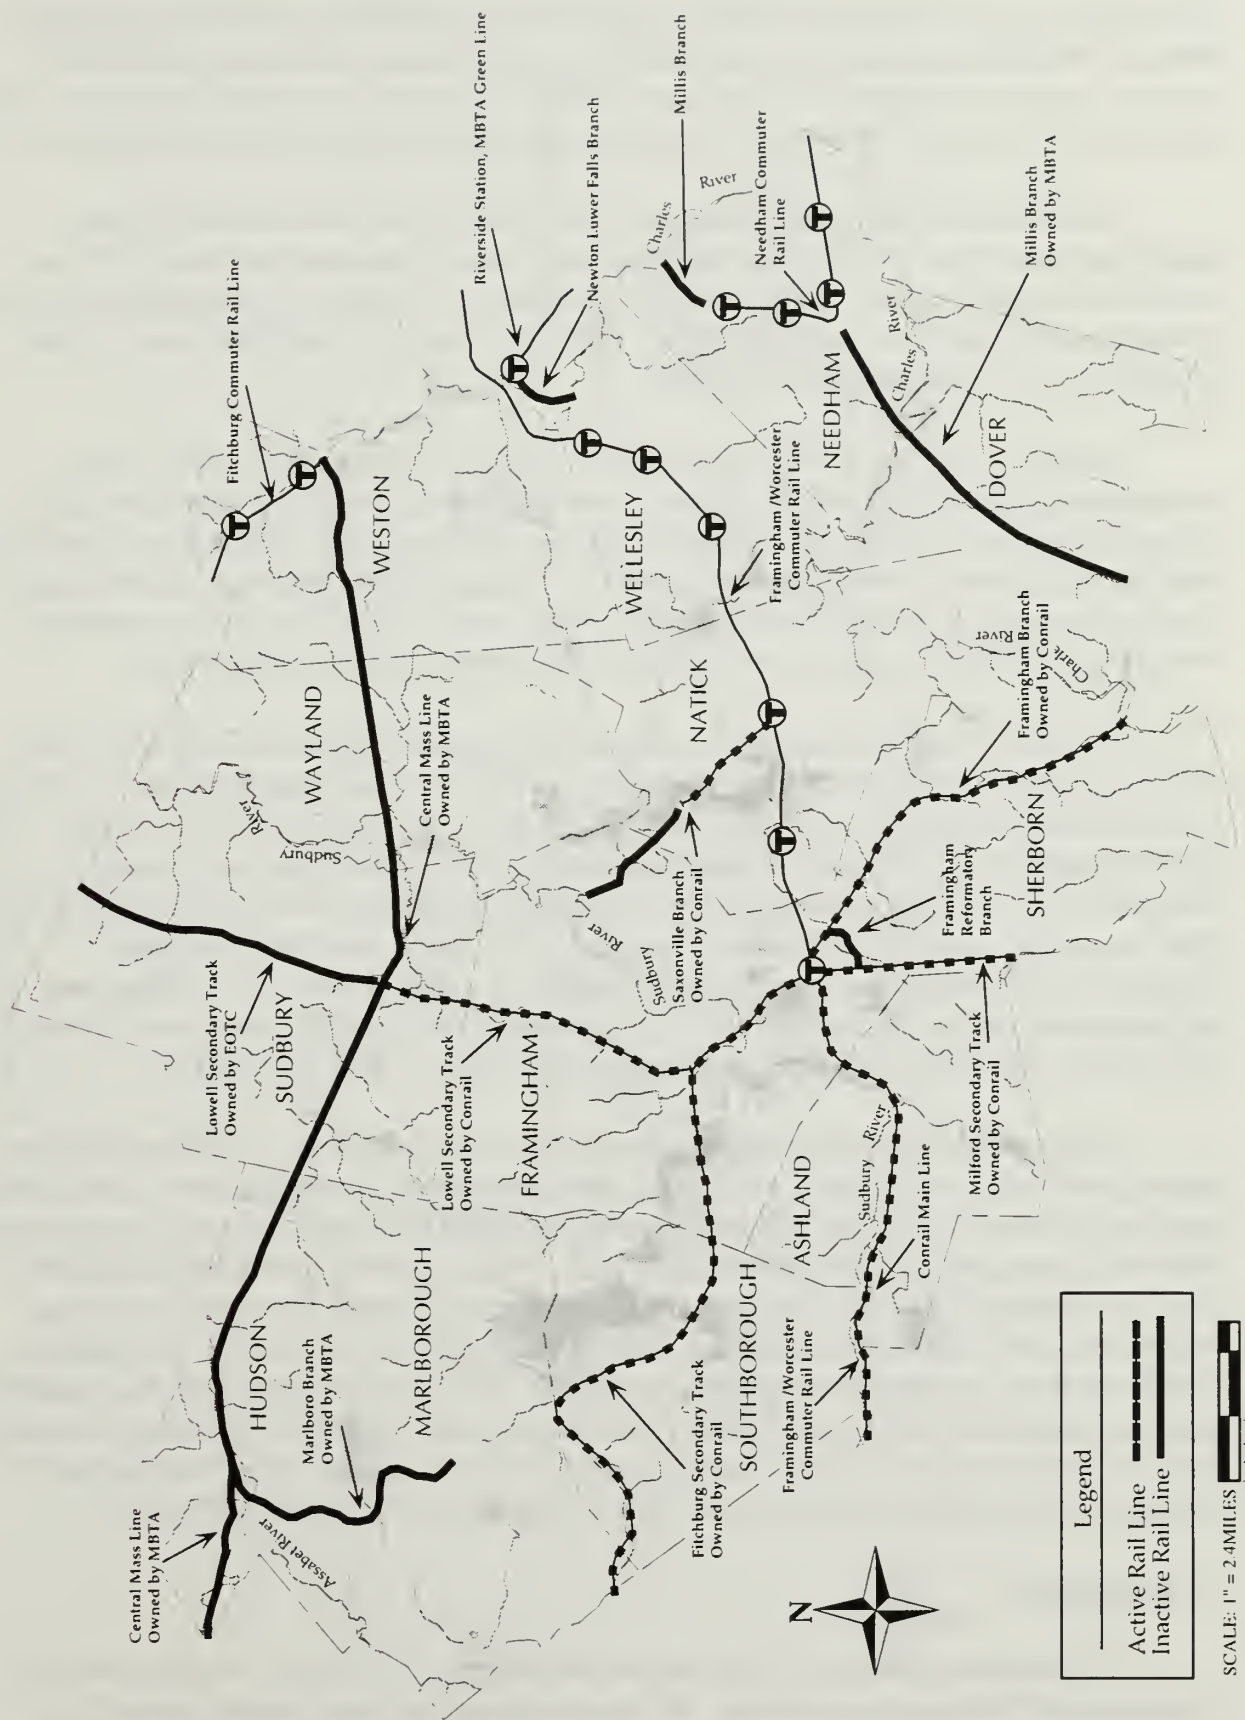 Central Mass Line
Owned by MBTA
Assabet River
HUDSON
Marlboro Branch
Owned by MBTA
MARLBOROUGH
Lowell Secondary Track
Owned by EOTC
SUDBURY
Lowell Secondary Track
Owned by Conrail
FRAMINGHAM
Sudbury
River
WAYLAND
Central Mass Line
Owned by MBTA
Fitchburg Commuter Rail Line
T
T
WESTON
Riverside Station, MBTA Green Line
T
Newton Lower Falls Branch
T
T
T
WELLESLEY
Millis Branch
Charles
River
Needham Commuter
Rail Line
T
T
T
T
NEEDHAM
Charles
River
DOVER
Millis Branch
Owned by MBTA
Framingham/Worcester
Commuter Rail Line
NATICK
T
T
T
Sudbury
River
Saxonville Branch
Owned by Conrail
Framingham Branch
Owned by Conrail
Charles
River
SHERBORN
Framingham
Reformatory
Branch
Milford Secondary Track
Owned by Conrail
ASHLAND
Sudbury
River
Conrail Main Line
SOUTHBOROUGH
Framingham/Worcester
Commuter Rail Line
Fitchburg Secondary Track
Owned by Conrail
N
Legend
Active Rail Line
Inactive Rail Line
SCALE: 1" = 2.4MILES